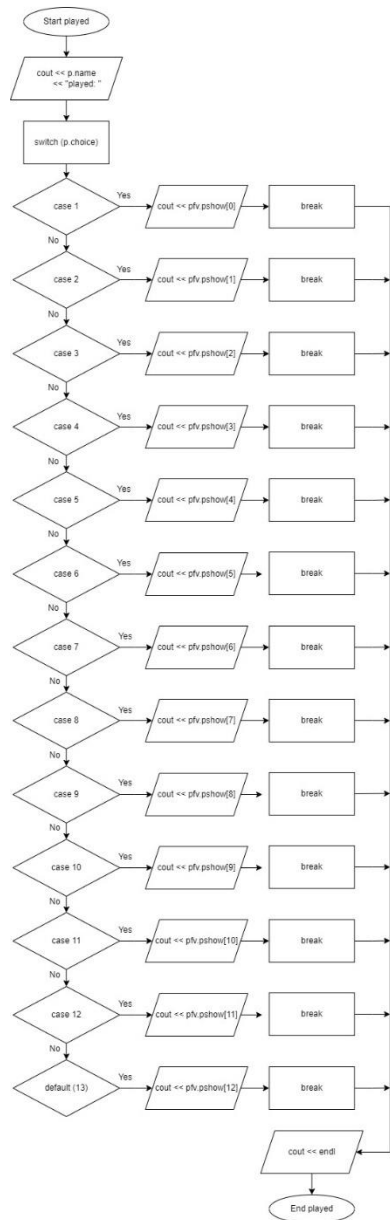 Start played
cout << p.name
<< "played: "
switch (p.choice)
case 1
Yes
cout << pfv.pshow[0]
break
No
case 2
Yes
cout << pfv.pshow[1]
break
No
case 3
Yes
cout << pfv.pshow[2]
break
No
case 4
Yes
cout << pfv.pshow[3]
break
No
case 5
Yes
cout << pfv.pshow[4]
break
No
case 6
Yes
cout << pfv.pshow[5]
break
No
case 7
Yes
cout << pfv.pshow[6]
break
No
case 8
Yes
cout << pfv.pshow[7]
break
No
case 9
Yes
cout << pfv.pshow[8]
break
No
case 10
Yes
cout << pfv.pshow[9]
break
No
case 11
Yes
cout << pfv.pshow[10]
break
No
case 12
Yes
cout << pfv.pshow[11]
break
No
default (13)
Yes
cout << pfv.pshow[12]
break
cout << endl
End played